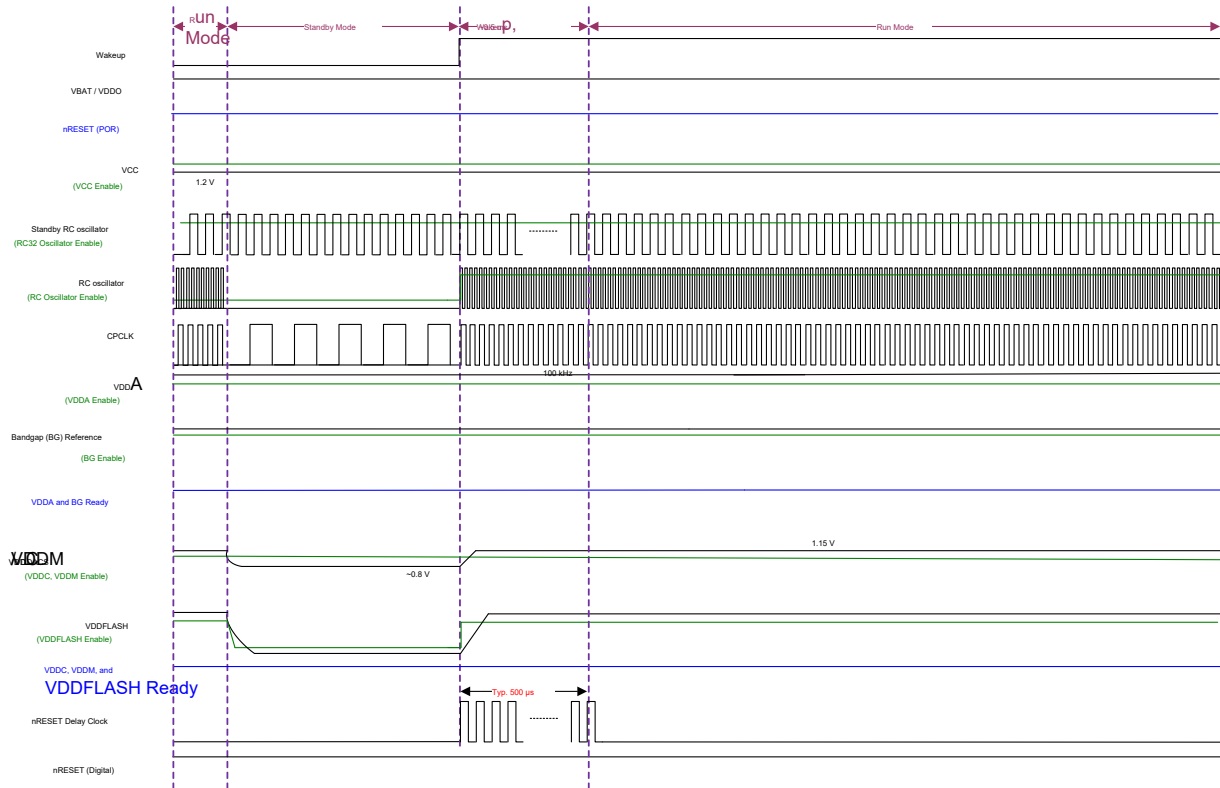 Run
Mode
Standby Mode
p,
Run Mode
Wakeup
VBAT / VDDO
nRESET (POR)
VCC
(VCC Enable)
1.2 V
Standby RC oscillator
(RC32 Oscillator Enable)
RC oscillator
(RC Oscillator Enable)
CPCLK
100 kHz
VDDA
(VDDA Enable)
Bandgap (BG) Reference
(BG Enable)
VDDA and BG Ready
1.15 V
(VDDC, VDDM Enable)
~0.8 V
VDDFLASH
(VDDFLASH Enable)
VDDC, VDDM, and
VDDFLASH Ready
Typ. 500 µs
nRESET Delay Clock
nRESET (Digital)